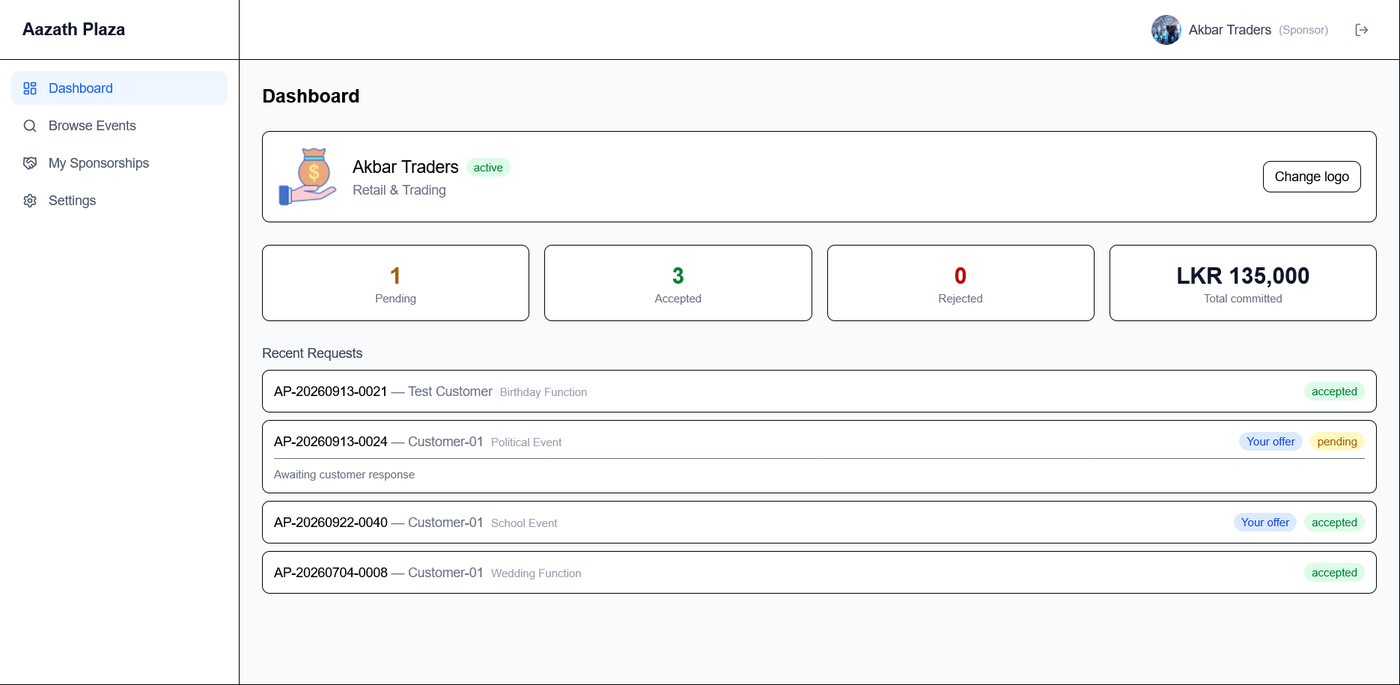 Aazath Plaza
Akbar Traders (Sponsor)
Dashboard
Browse Events
My Sponsorships
Settings
Dashboard
$
Akbar Traders active
Retail & Trading
Change logo
1
Pending
3
Accepted
0
Rejected
LKR 135,000
Total committed
Recent Requests
AP-20260913-0021 — Test Customer Birthday Function accepted
AP-20260913-0024 — Customer-01 Political Event Your offer pending
Awaiting customer response
AP-20260922-0040 — Customer-01 School Event Your offer accepted
AP-20260704-0008 — Customer-01 Wedding Function accepted